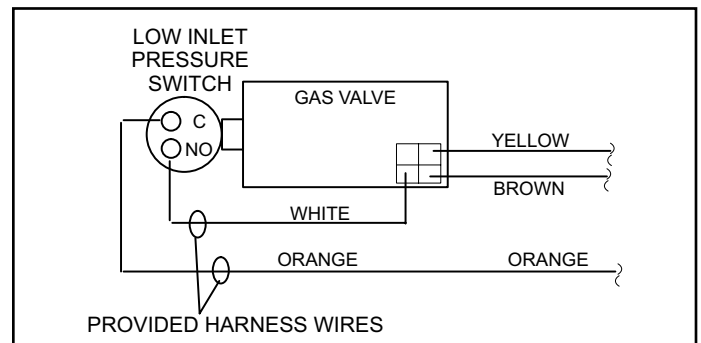 LOW INLET
PRESSURE
SWITCH
GAS VALVE
C
NO
YELLOW
BROWN
WHITE
ORANGE ORANGE
PROVIDED HARNESS WIRES